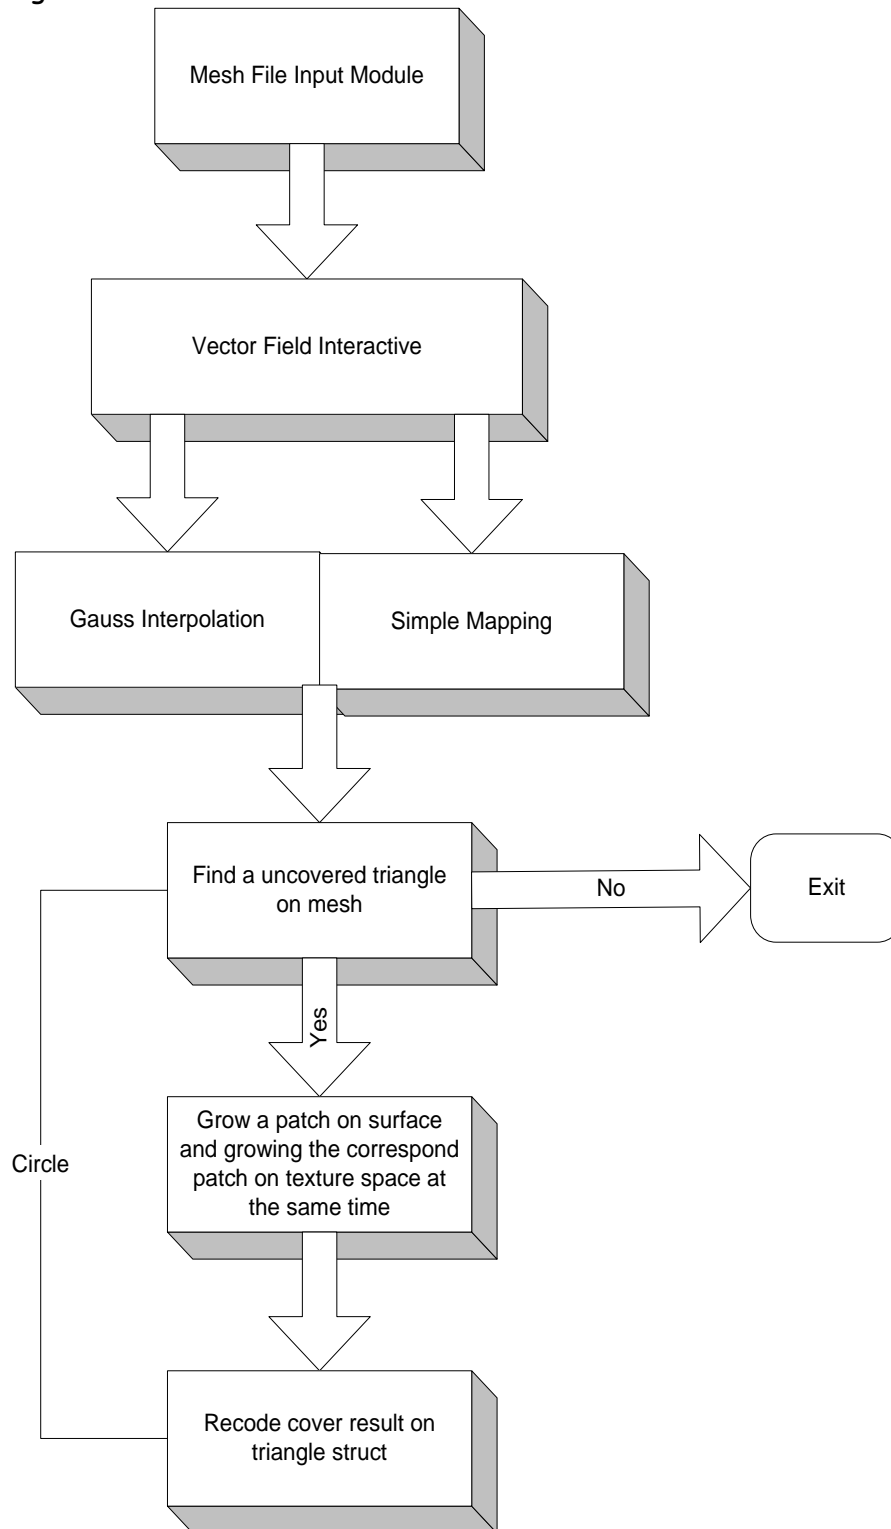 Mesh File Input Module
Vector Field Interactive
Gauss Interpolation
Simple Mapping
Find a uncovered triangle
on mesh
No
Exit
Yes
Grow a patch on surface
and growing the correspond
patch on texture space at
the same time
Circle
Recode cover result on
triangle struct